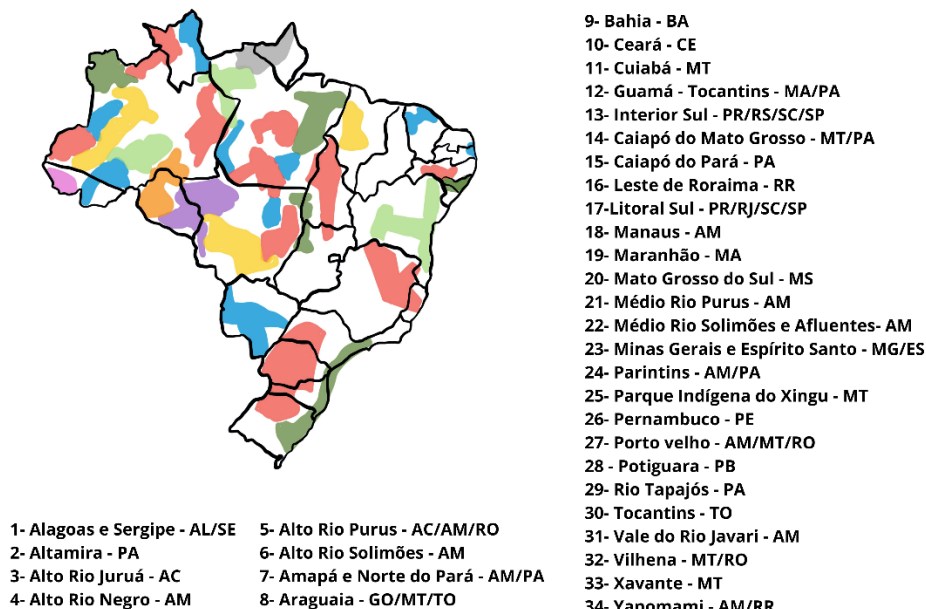 1- Alagoas e Sergipe - AL/SE
2- Altamira - PA
3- Alto Rio Juruá - AC
4- Alto Rio Negro - AM
5- Alto Rio Purus - AC/AM/RO
6- Alto Rio Solimões - AM
7- Amapá e Norte do Pará - AM/PA
8- Araguaia - GO/MT/TO
9- Bahia - BA
10- Ceará - CE
11- Cuiabá - MT
12- Guamá - Tocantins - MA/PA
13- Interior Sul - PR/RS/SC/SP
14- Caiapó do Mato Grosso - MT/PA
15- Caiapó do Pará - PA
16- Leste de Roraima - RR
17-Litoral Sul - PR/RJ/SC/SP
18- Manaus - AM
19- Maranhão - MA
20- Mato Grosso do Sul - MS
21- Médio Rio Purus - AM
22- Médio Rio Solimões e Afluentes- AM
23- Minas Gerais e Espírito Santo - MG/ES
24- Parintins - AM/PA
25- Parque Indígena do Xingu - MT
26- Pernambuco - PE
27- Porto velho - AM/MT/RO
28 - Potiguara - PB
29- Rio Tapajós - PA
30- Tocantins - TO
31- Vale do Rio Javari - AM
32- Vilhena - MT/RO
33- Xavante - MT
34- Yanomami - AM/RR